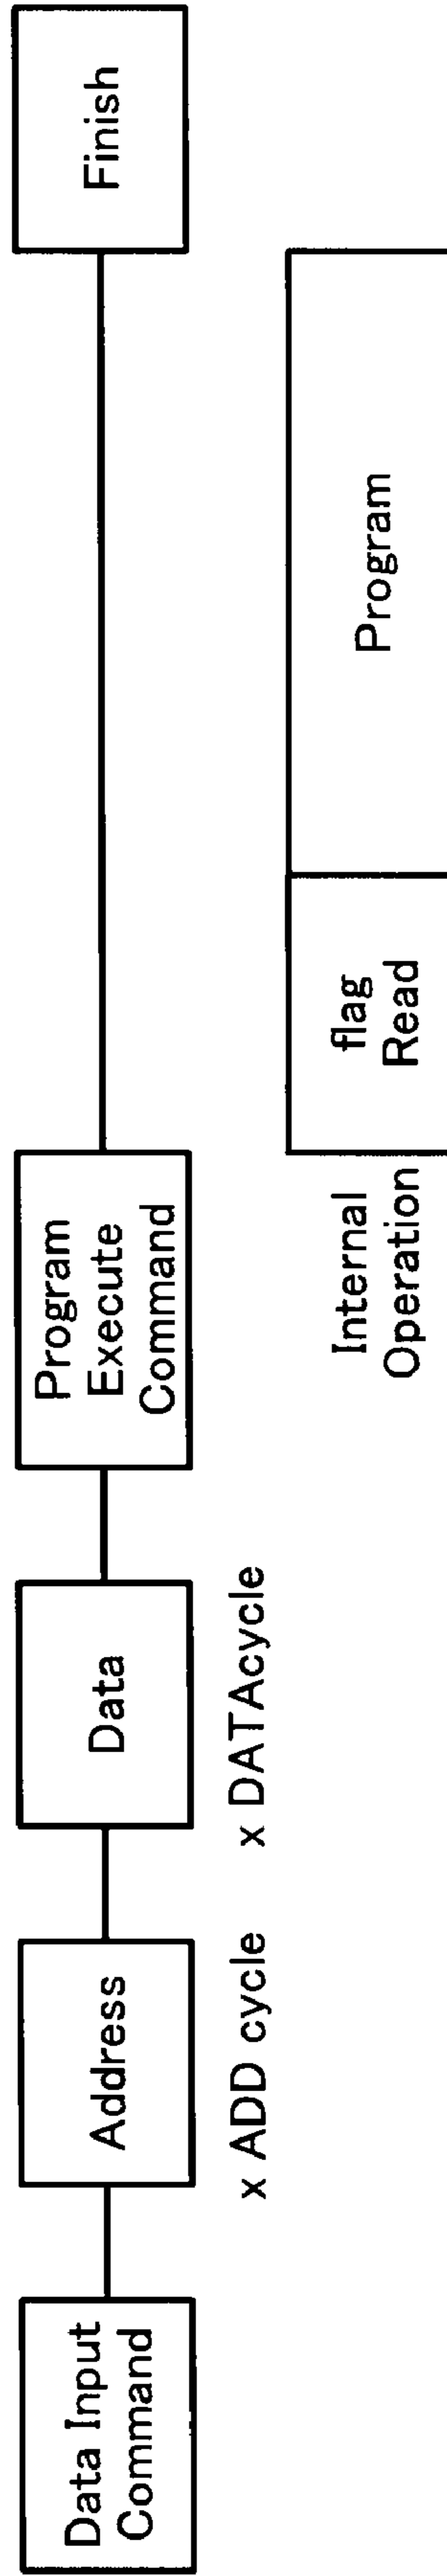 Data Input
Command
Address
Data
Program
Execute
Command
Finish
x ADD cycle
x DATAcycle
Internal
Operation
flag
Read
Program